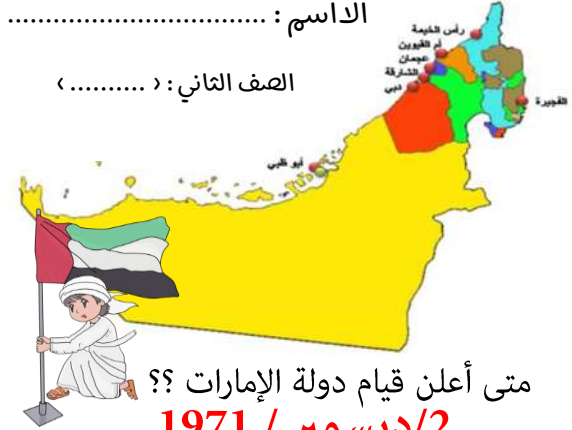 الااسم : ..................................
رأس الخيمة
أم القيوين
عجمان
الشارقة
دبي
الفجيرة
الصف الثاني : ( .......... )
أبو ظبي
متى أعلن قيام دولة الإمارات ؟؟
2/ديسمبر / 1971